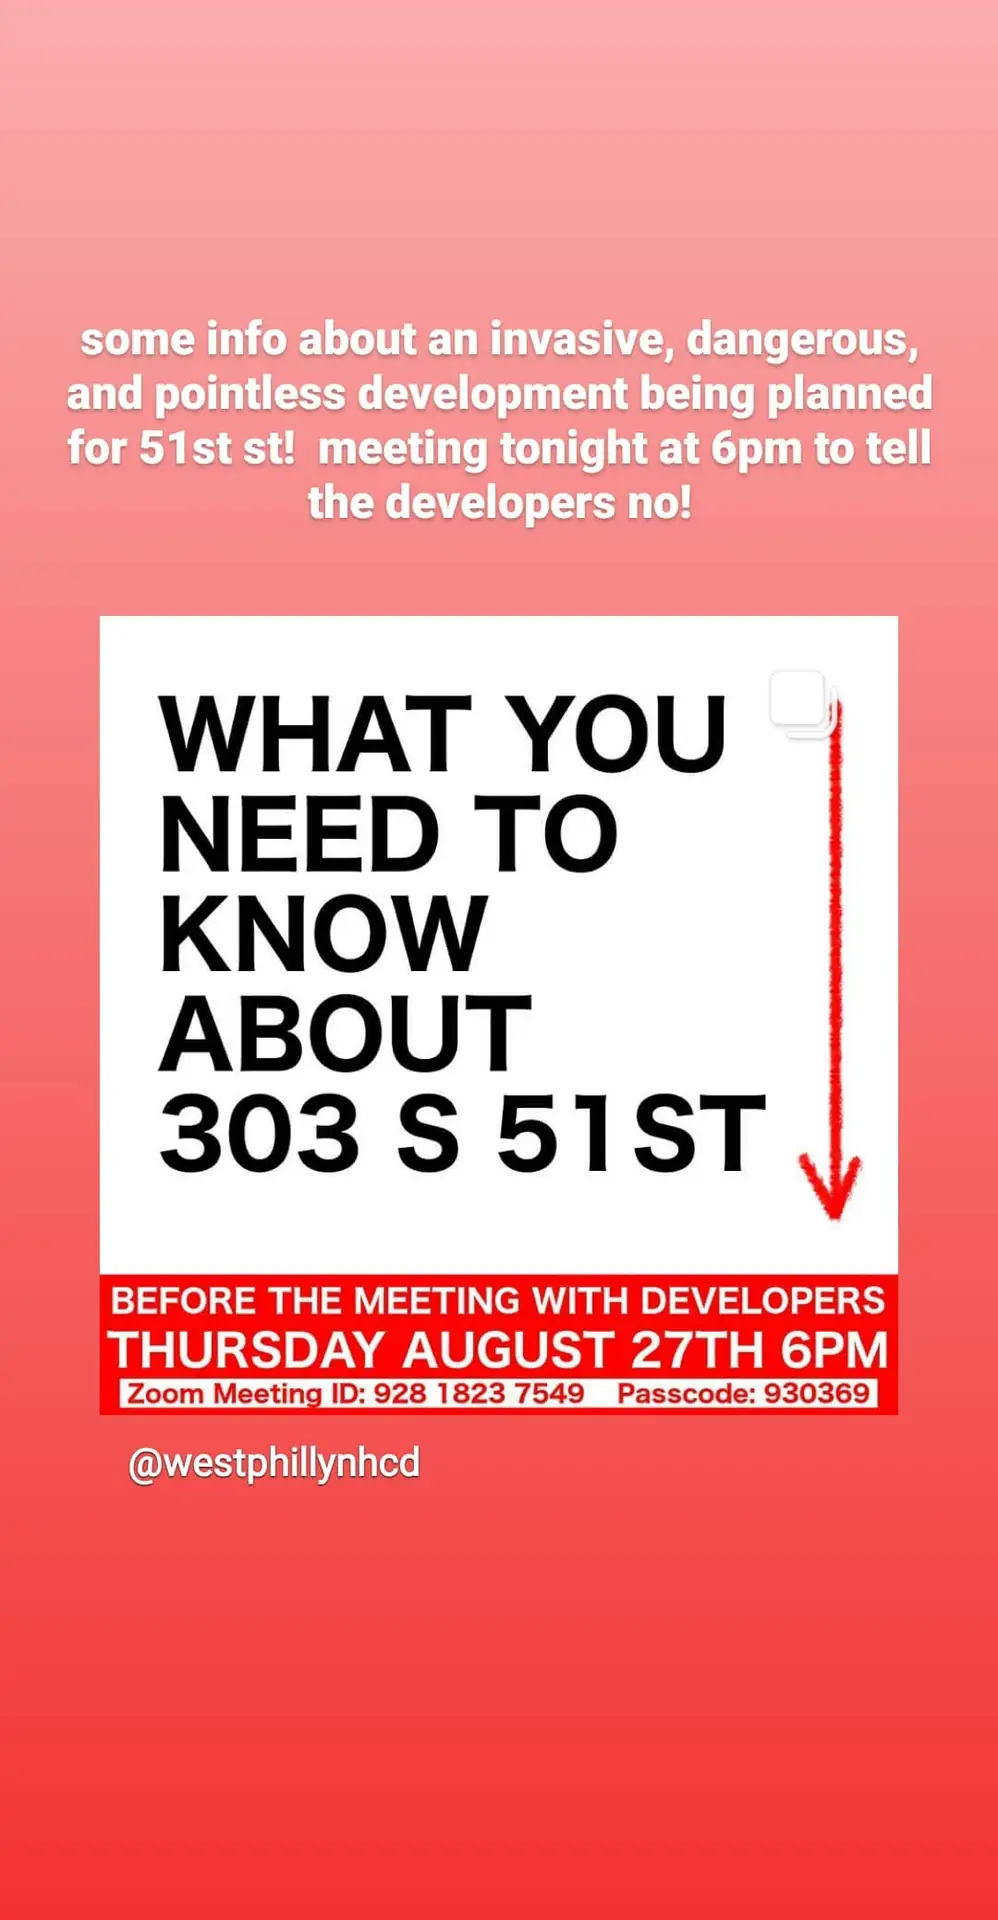 some info about an invasive, dangerous,
and pointless development being planned
for 51st st!  meeting tonight at 6pm to tell
the developers no!
WHAT YOU
NEED TO
KNOW
ABOUT
303 S 51ST
BEFORE THE MEETING WITH DEVELOPERS
THURSDAY AUGUST 27TH 6PM
Zoom Meeting ID: 928 1823 7549 Passcode: 930369
@westphillynhcd